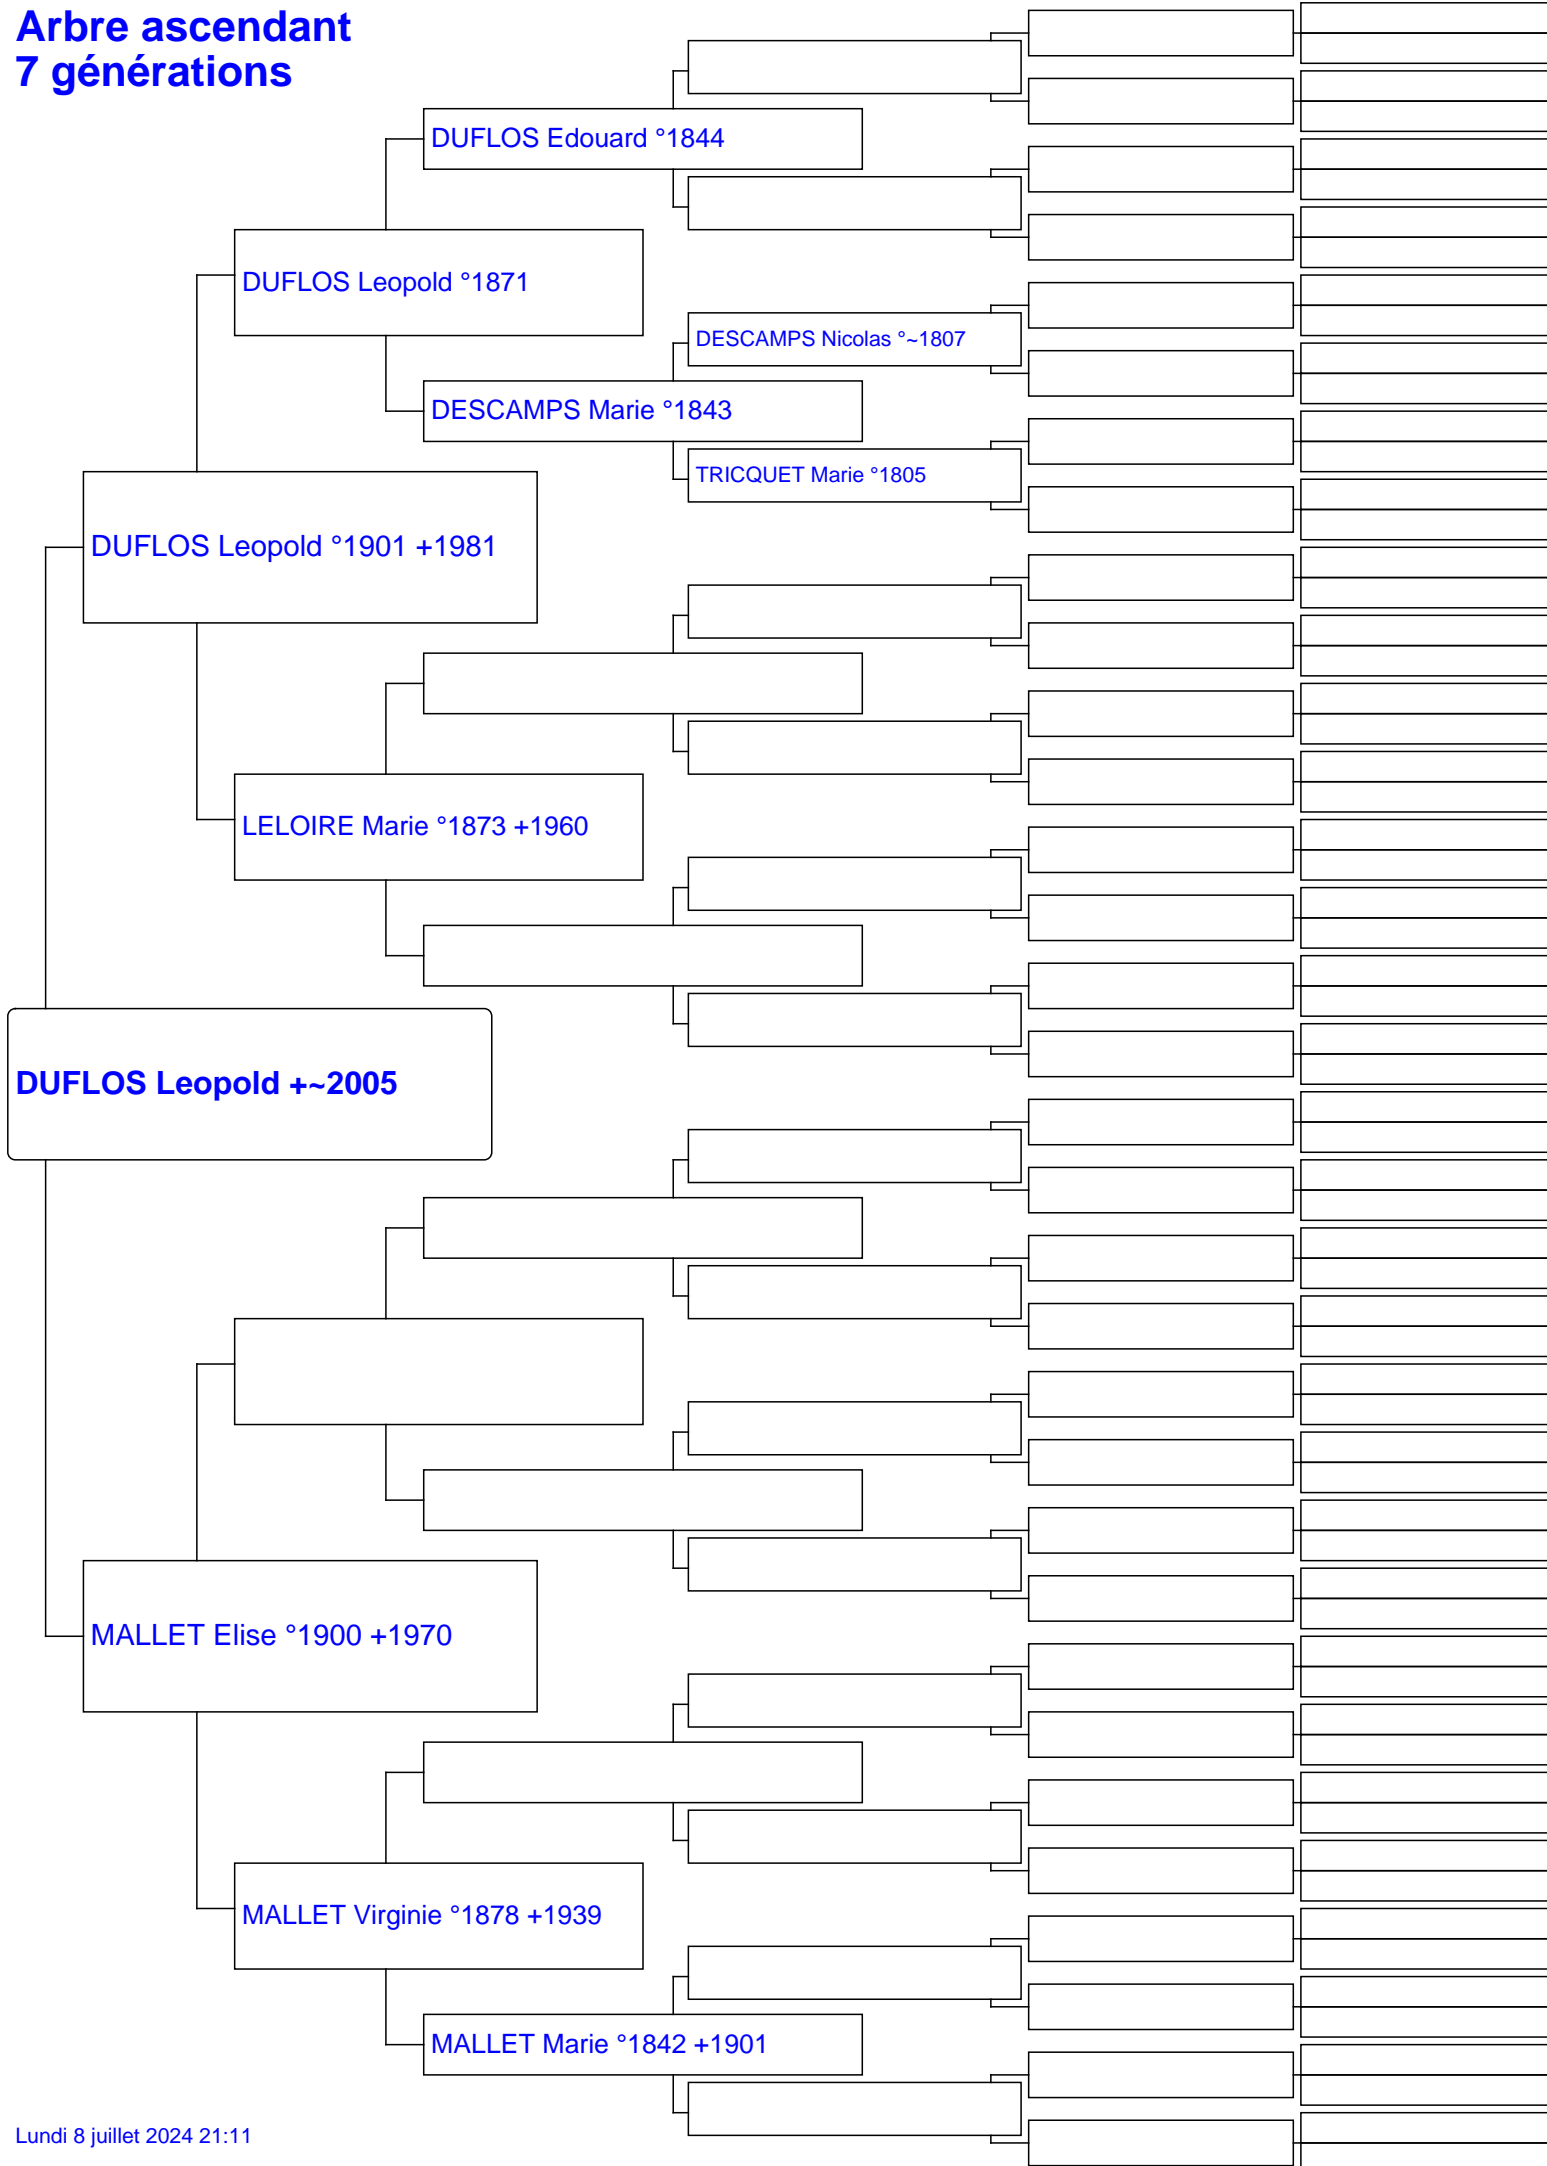 Arbre ascendant
7 générations
DUFLOS Edouard °1844
DUFLOS Leopold °1871
DESCAMPS Nicolas °~1807
DESCAMPS Marie °1843
TRICQUET Marie °1805
DUFLOS Leopold °1901 +1981
LELOIRE Marie °1873 +1960
DUFLOS Leopold +~2005
MALLET Elise °1900 +1970
MALLET Virginie °1878 +1939
MALLET Marie °1842 +1901
Lundi 8 juillet 2024 21:11